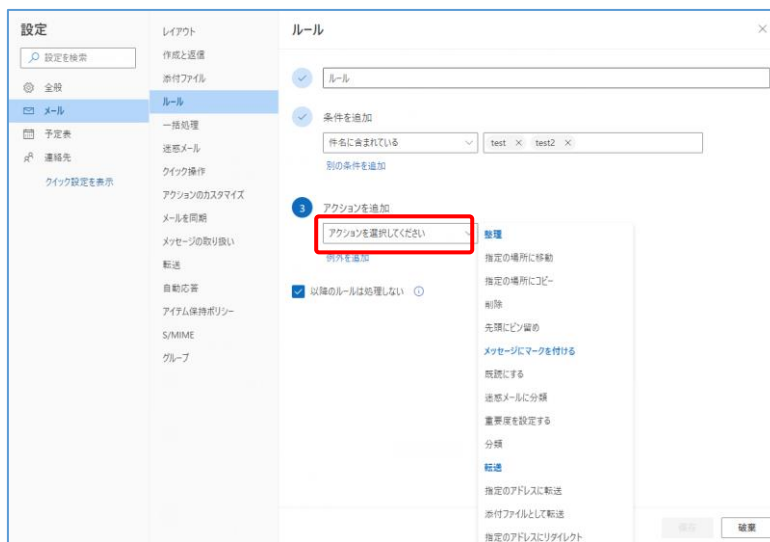 設定
設定を検索
全般
メール
予定表
連絡先
クイック設定を表示
レイアウト
作成と返信
添付ファイル
ルール
一括処理
迷惑メール
クイック操作
アクションのカスタマイズ
メールを同期
メッセージの取り扱い
転送
自動応答
アイテム保持ポリシー
S/MIME
グループ
ルール
ルール
条件を追加
件名に含まれている
test × test2 ×
別の条件を追加
3 アクションを追加
アクションを選択してください
例外を追加
以降のルールは処理しない
整理
指定の場所に移動
指定の場所にコピー
削除
先頭にピン留め
メッセージにマークを付ける
既読にする
迷惑メールに分類
重要度を設定する
分類
転送
指定のアドレスに転送
添付ファイルとして転送
指定のアドレスにリダイレクト
保存
破棄